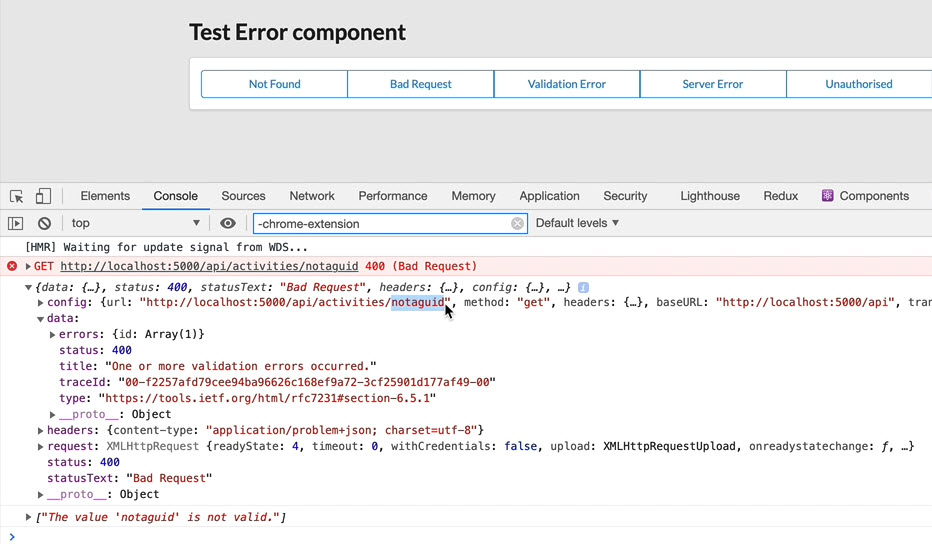 Test Error component
Not Found Bad Request Validation Error Server Error Unauthorised
Elements Console Sources Network Performance Memory Application Security Lighthouse Redux Components
top -chrome-extension Default levels
[HMR] Waiting for update signal from WDS...
GET http://localhost:5000/api/activities/notaguid 400 (Bad Request)
{data: {…}, status: 400, statusText: "Bad Request", headers: {…}, config: {…}, …}
config: {url: "http://localhost:5000/api/activities/notaguid", method: "get", headers: {…}, baseURL: "http://localhost:5000/api", tran
data:
errors: {id: Array(1)}
status: 400
title: "One or more validation errors occurred."
traceId: "00-f2257afd79cee94ba96626c168ef9a72-3cf25901d177af49-00"
type: "https://tools.ietf.org/html/rfc7231#section-6.5.1"
__proto__: Object
headers: {content-type: "application/problem+json; charset=utf-8"}
request: XMLHttpRequest {readyState: 4, timeout: 0, withCredentials: false, upload: XMLHttpRequestUpload, onreadystatechange: ƒ, …}
status: 400
statusText: "Bad Request"
__proto__: Object
["The value 'notaguid' is not valid."]